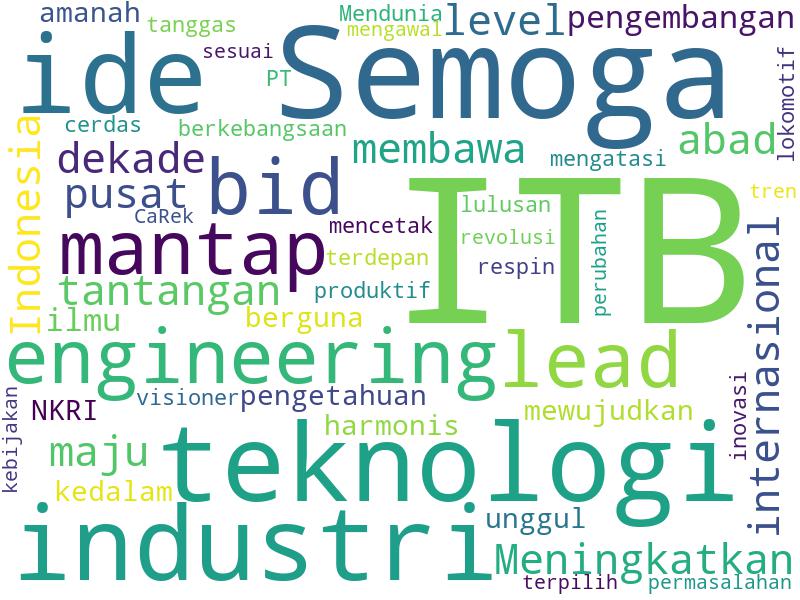 amanah
tanggas
Mendunia
mengawal
level
pengembangan
ide
sesuai
PT
Semoga
lokomotif
Indonesia
cerdas
berkebangsaan
dekade
membawa
mengatasi
abad
pusat
bid
CaRek
mencetak
ITB
lulusan
revolusi
respin
perubahan
tren
mantap
terdepan
tantangan
produktif
ilmu
berguna
internasional
engineering
lead
kebijakan
NKRI
visioner
pengetahuan
harmonis
mewujudkan
inovasi
maju
teknologi
kedalam
industri
unggul
Meningkatkan
terpilih
permasalahan